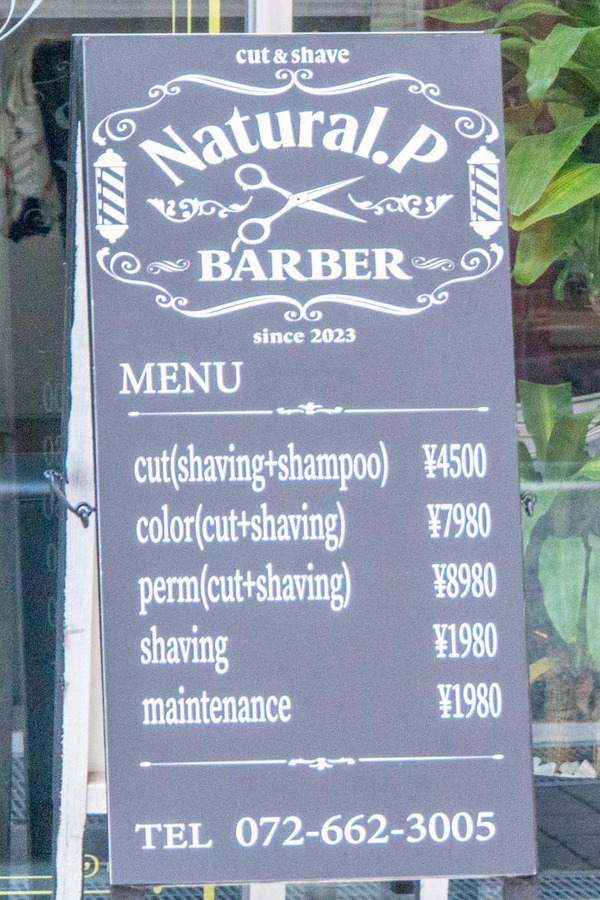 cut & shave
Natural.P
BARBER
since 2023
MENU
cut(shaving+shampoo) ¥4500
color(cut+shaving) ¥7980
perm(cut+shaving) ¥8980
shaving ¥1980
maintenance ¥1980
TEL 072-662-3005